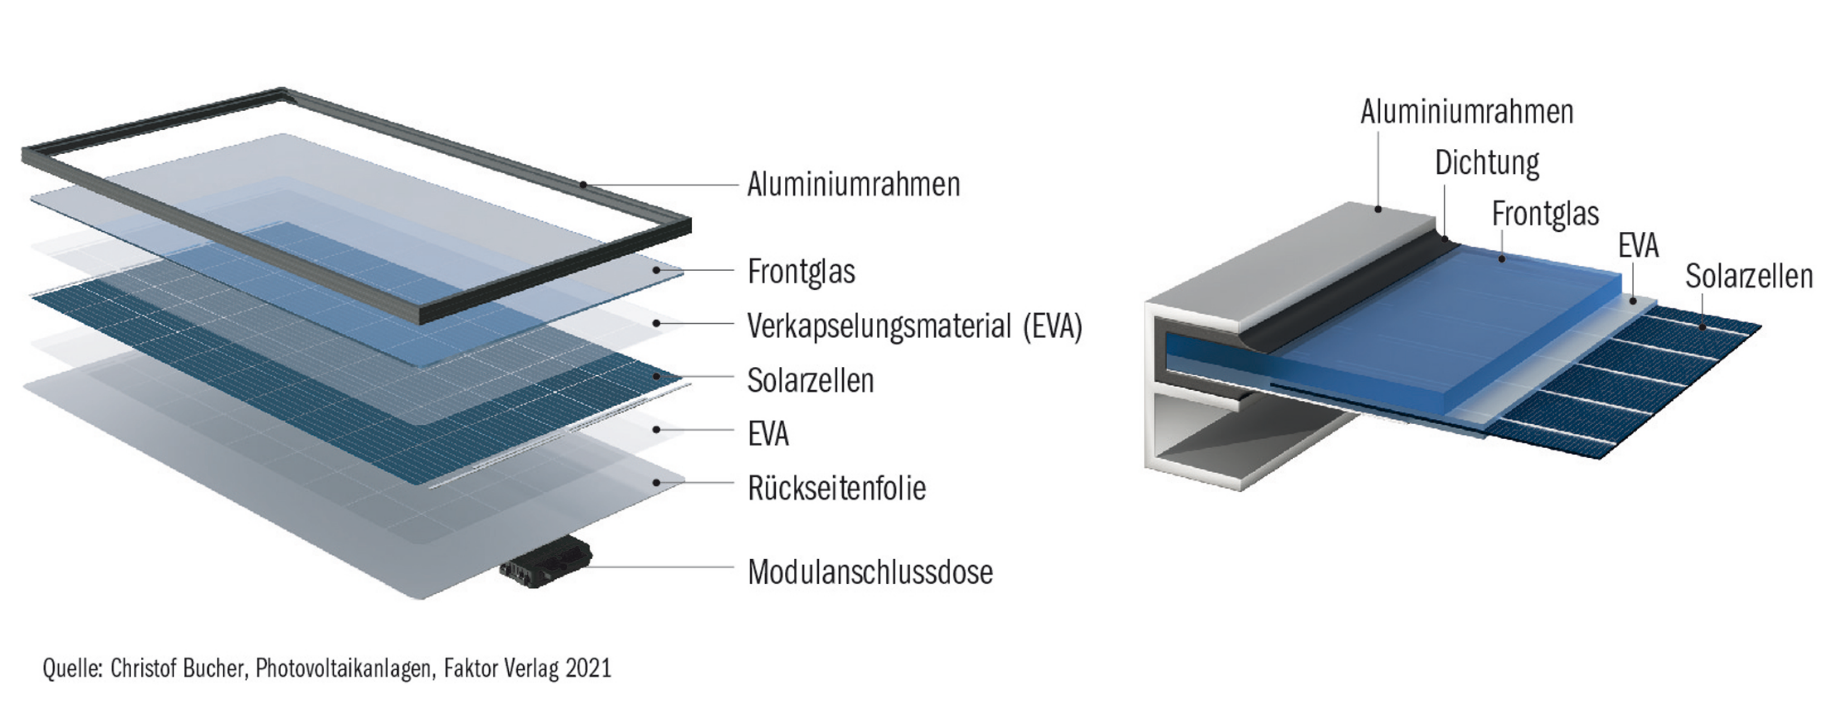 Aluminiumrahmen
Frontglas
Verkapselungsmaterial (EVA)
Solarzellen
EVA
Rückseitenfolie
Modulanschlussdose
Aluminiumrahmen
Dichtung
Frontglas
EVA
Solarzellen
Quelle: Christof Bucher, Photovoltaikanlagen, Faktor Verlag 2021